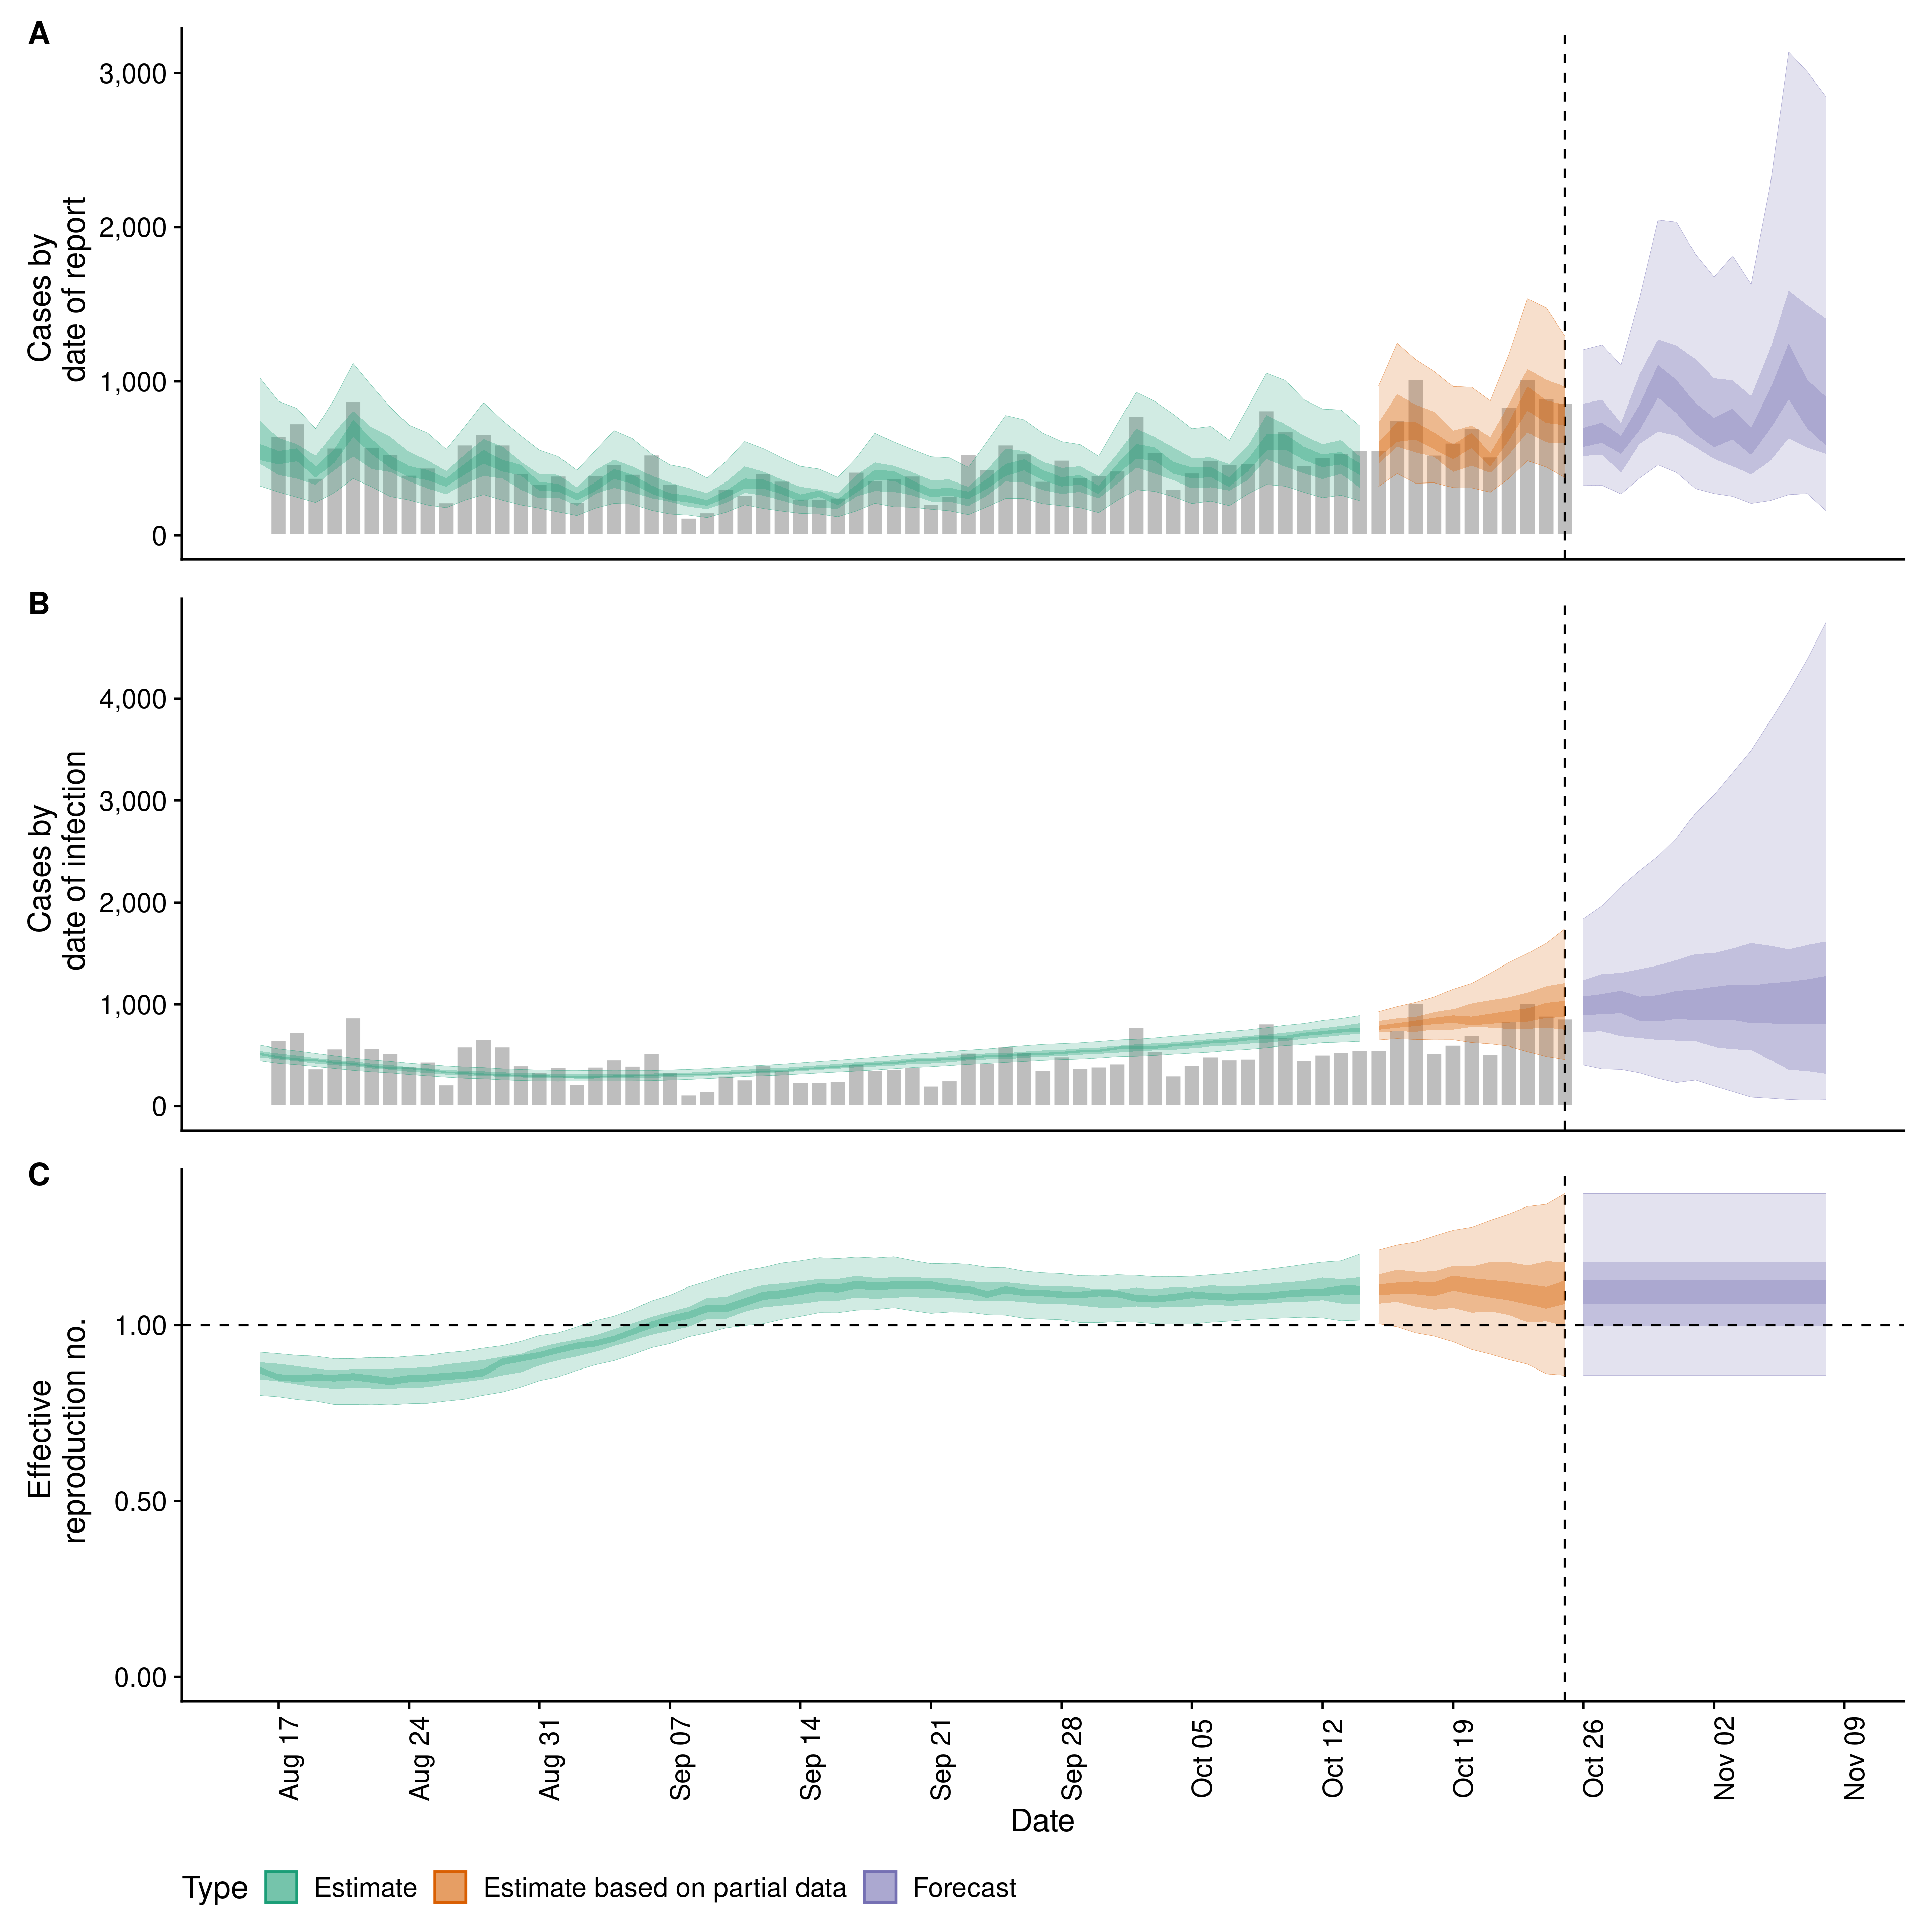 A
3,000
2,000
1,000
0
Cases by
date of report
B
4,000
3,000
2,000
1,000
0
Cases by
date of infection
C
1.00
0.50
0.00
Effective
reproduction no.
Aug 17
Aug 24
Aug 31
Sep 07
Sep 14
Sep 21
Sep 28
Oct 05
Oct 12
Oct 19
Oct 26
Nov 02
Nov 09
Date
Type Estimate Estimate based on partial data Forecast